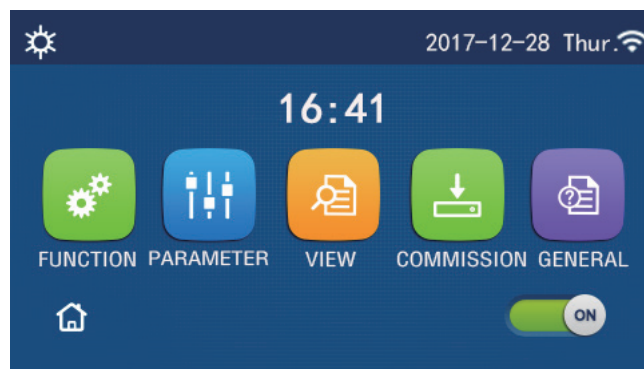 2017-12-28 Thur.
16:41
FUNCTION PARAMETER VIEW COMMISSION GENERAL
ON